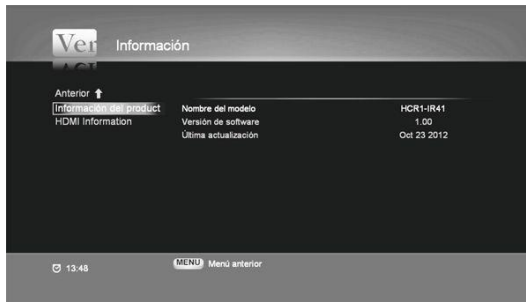 Ver Información
Anterior
Información del product Nombre del modelo HCR1-IR41
HDMI Information Versión de software 1.00
Última actualización Oct 23 2012
13:48 MENU Menú anterior